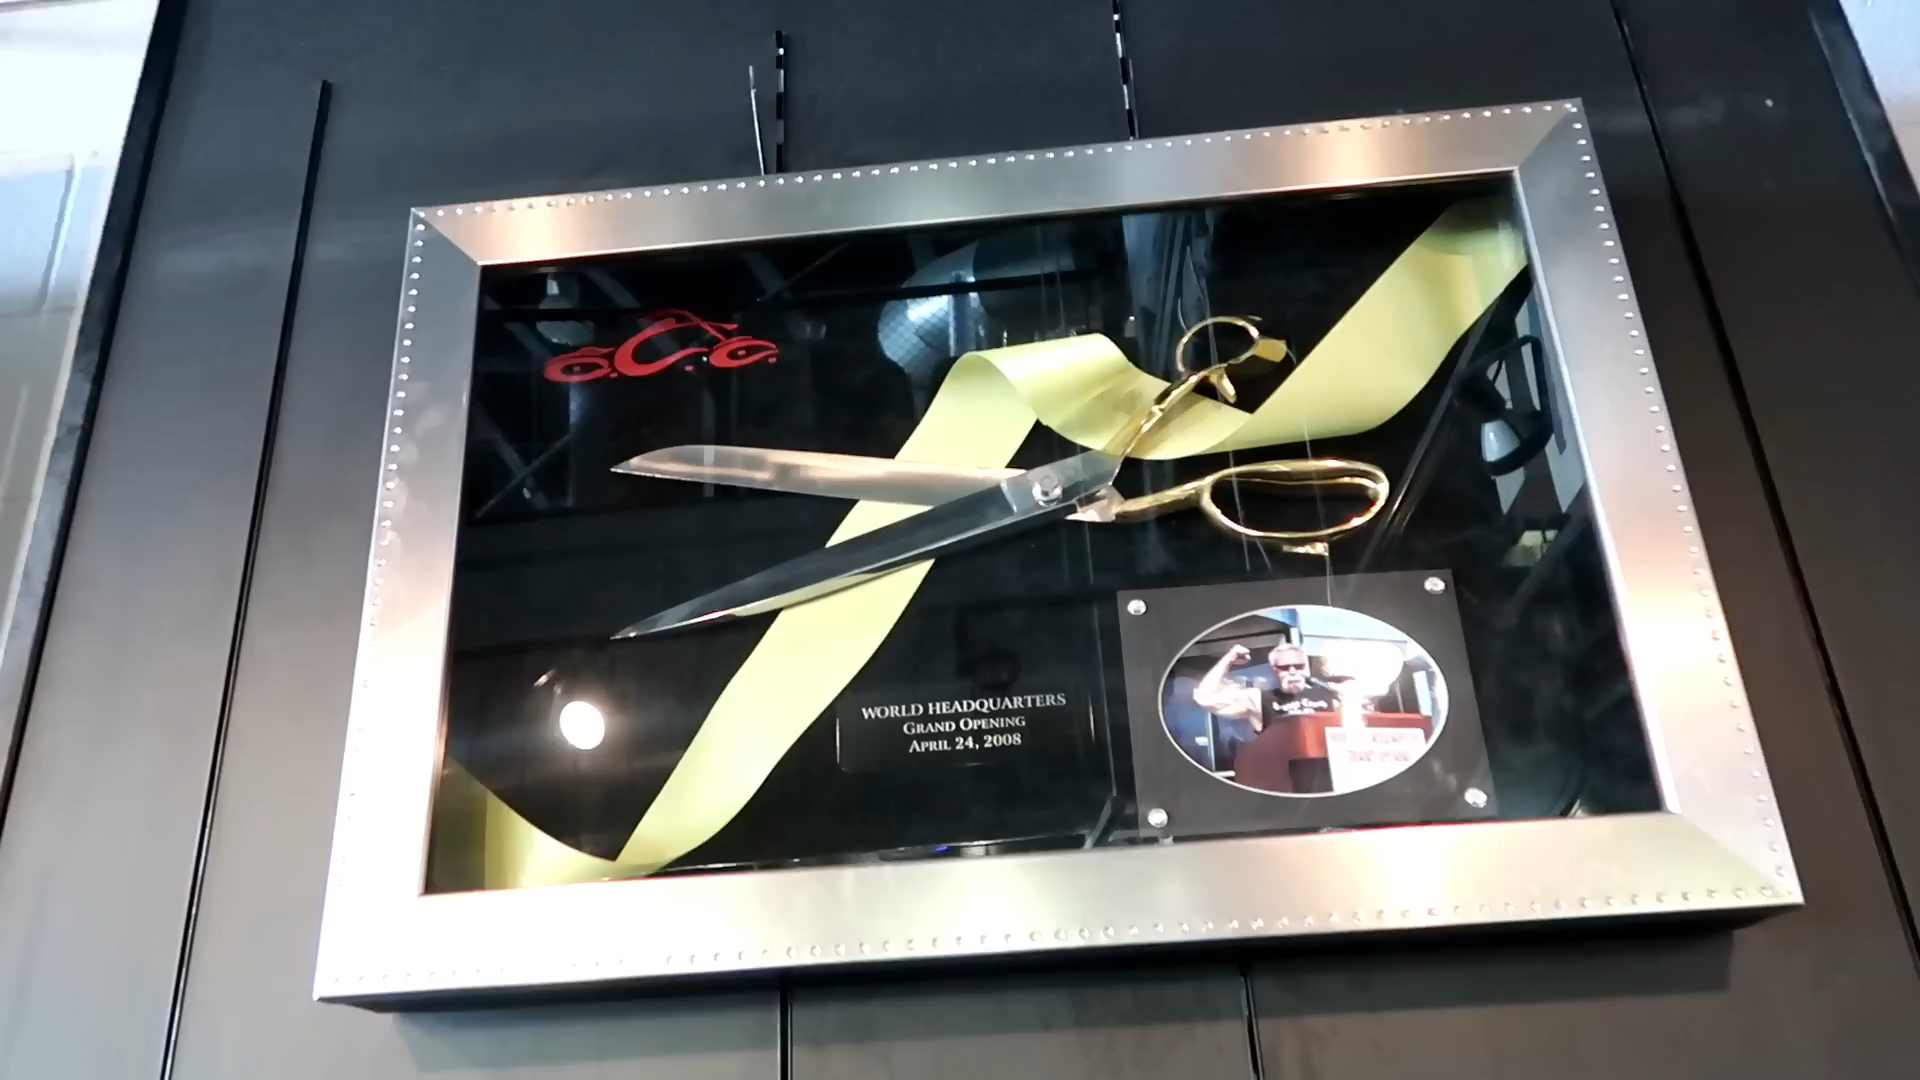 O.C.C.
WORLD HEADQUARTERS
GRAND OPENING
APRIL 24, 2008